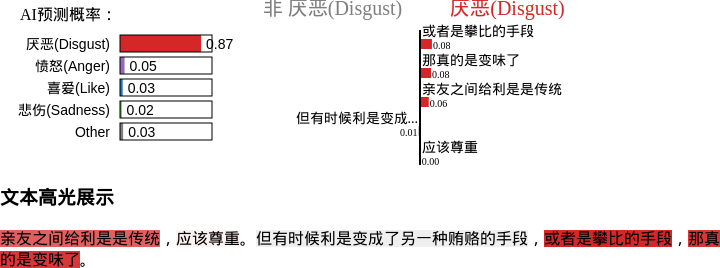 AI预测概率：
厌恶(Disgust) 0.87
愤怒(Anger) 0.05
喜爱(Like) 0.03
悲伤(Sadness) 0.02
Other 0.03
非 厌恶(Disgust) 厌恶(Disgust)
或者是攀比的手段
0.08
那真的是变味了
0.08
亲友之间给利是是传统
0.06
但有时候利是变成...
0.01
应该尊重
0.00
文本高光展示
亲友之间给利是是传统，应该尊重。但有时候利是变成了另一种贿赂的手段，或者是攀比的手段，那真
的是变味了。